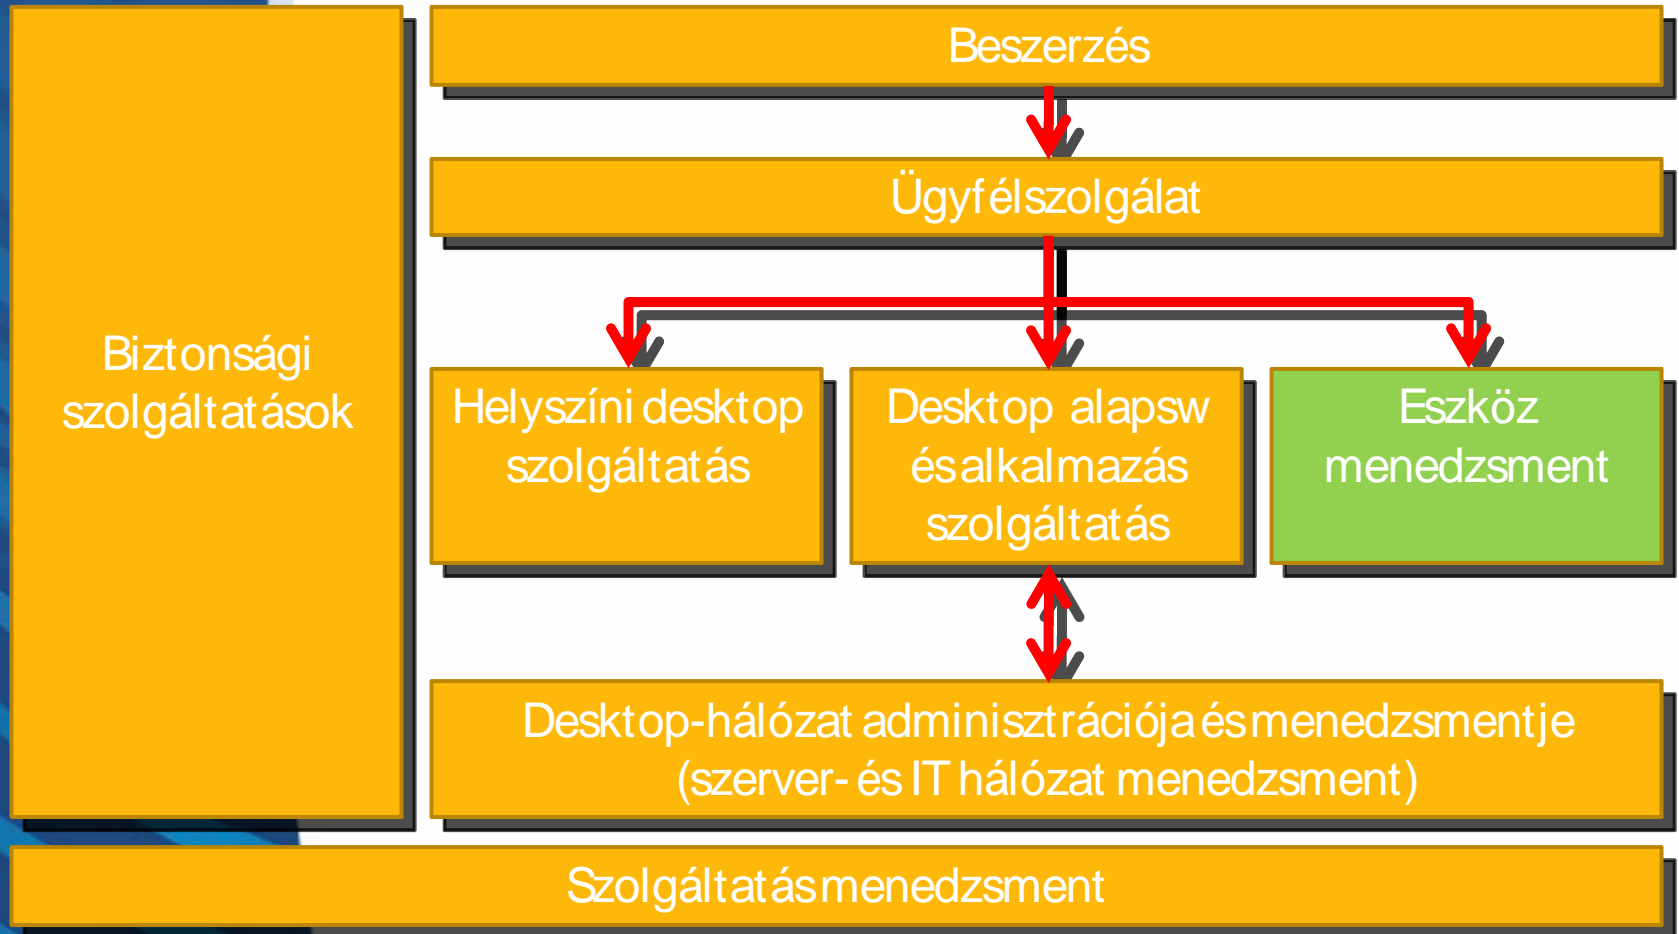 Beszerzés
Ügyfélszolgálat
Biztonsági
szolgáltatások
Helyszíni desktop
szolgáltatás
Desktop alapsw
és alkalmazás
szolgáltatás
Eszköz
menedzsment
Desktop-hálózat adminisztrációja és menedzsmentje
(szerver- és IT hálózat menedzsment)
Szolgáltatás menedzsment